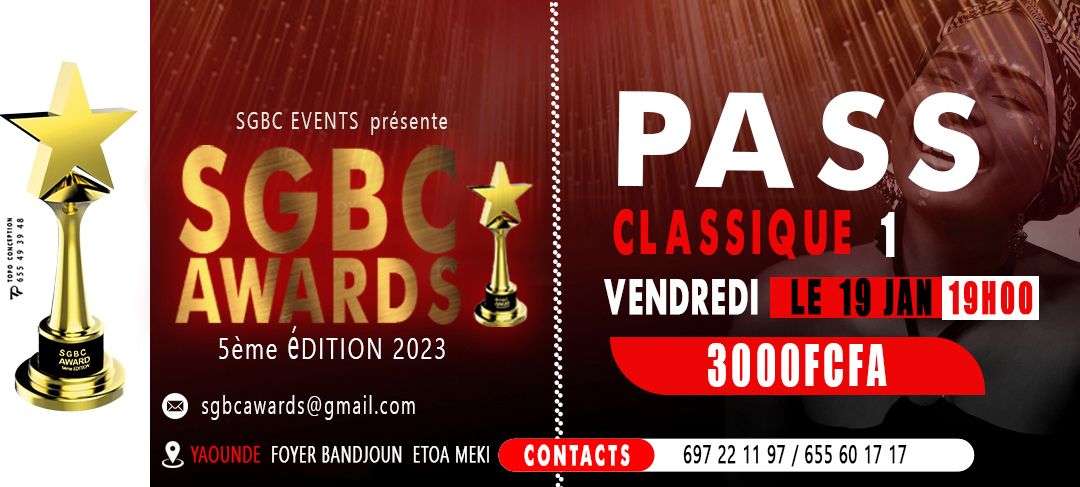 TOPO CONCEPTION
655 49 39 48
SGBC
AWARD
5ème ÉDITION
SGBC EVENTS présente
SGBC
AWARDS
5ème éDITION 2023
sgbcawards@gmail.com
YAOUNDE FOYER BANDJOUN ETOA MEKI
PASS
CLASSIQUE 1
VENDREDI LE 19 JAN 19H00
3000FCFA
CONTACTS 697 22 11 97 / 655 60 17 17